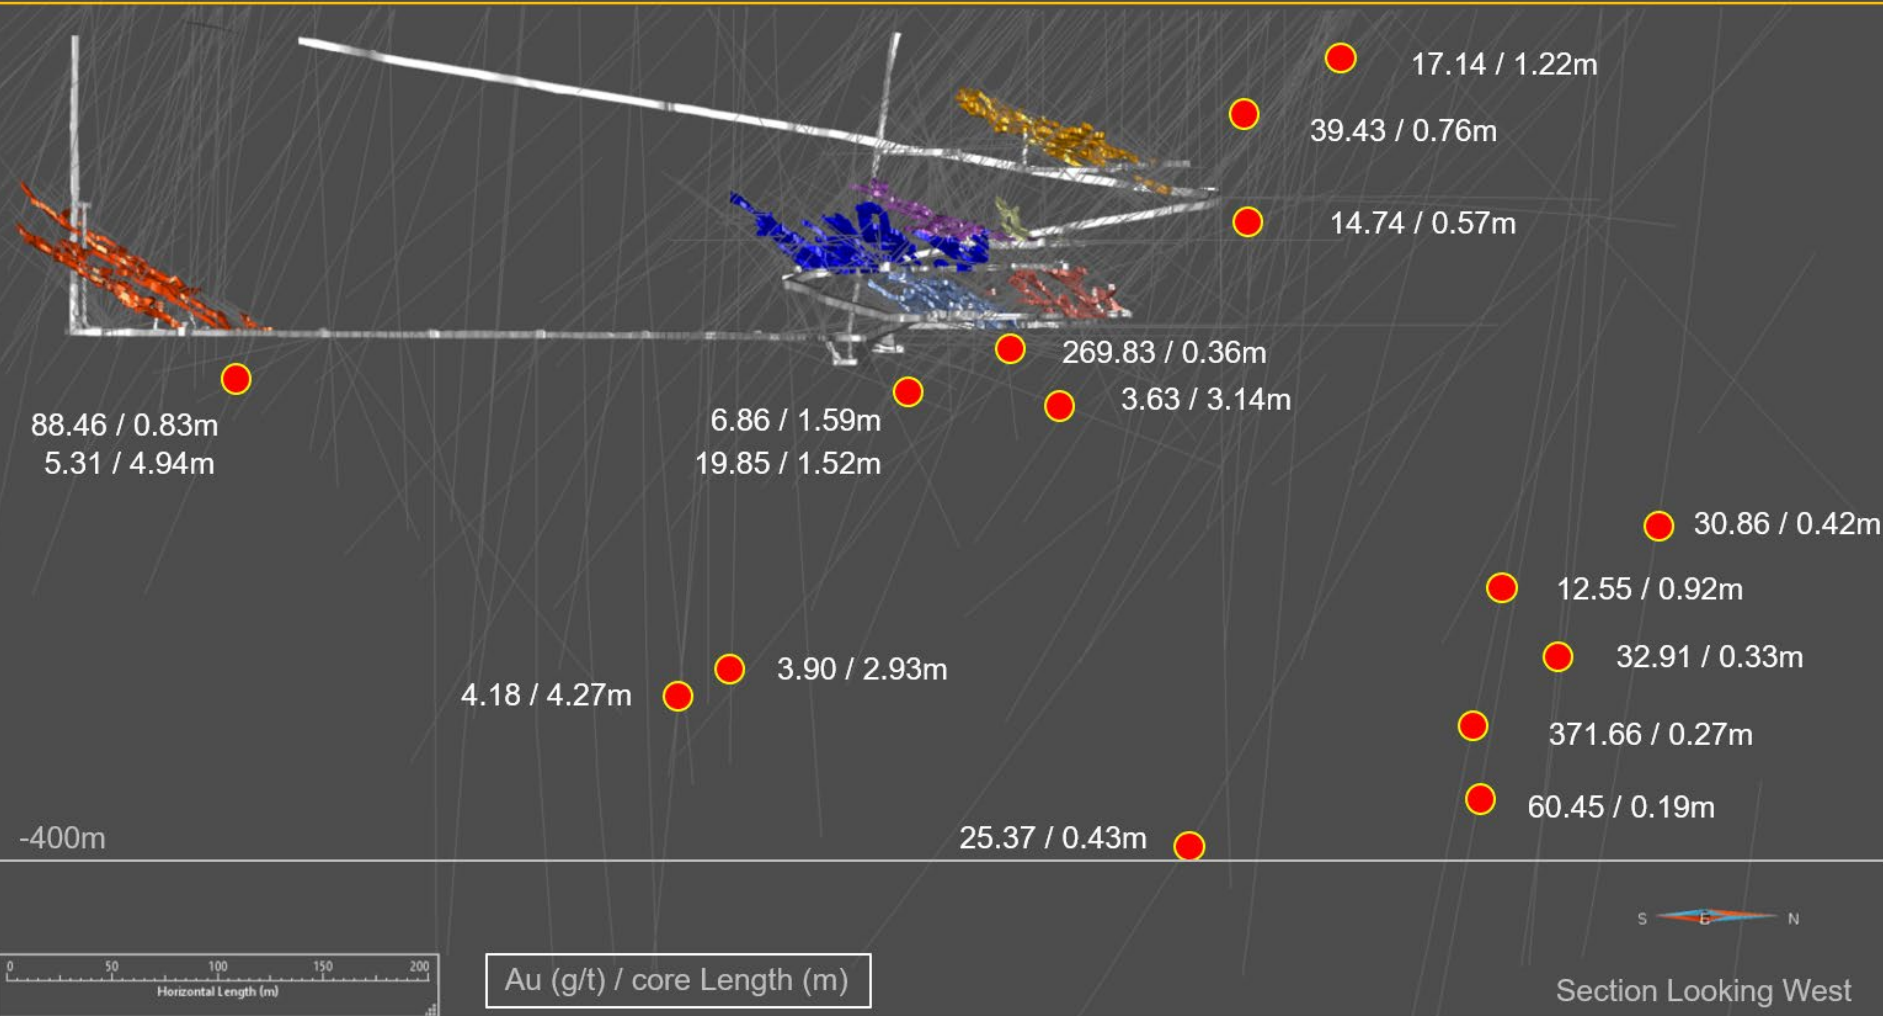 17.14 / 1.22m
39.43 / 0.76m
14.74 / 0.57m
269.83 / 0.36m
3.63 / 3.14m
88.46 / 0.83m
5.31 / 4.94m
6.86 / 1.59m
19.85 / 1.52m
30.86 / 0.42m
12.55 / 0.92m
32.91 / 0.33m
3.90 / 2.93m
4.18 / 4.27m
371.66 / 0.27m
60.45 / 0.19m
25.37 / 0.43m
-400m
S E N
0 50 100 150 200
Horizontal Length (m)
Au (g/t) / core Length (m)
Section Looking West